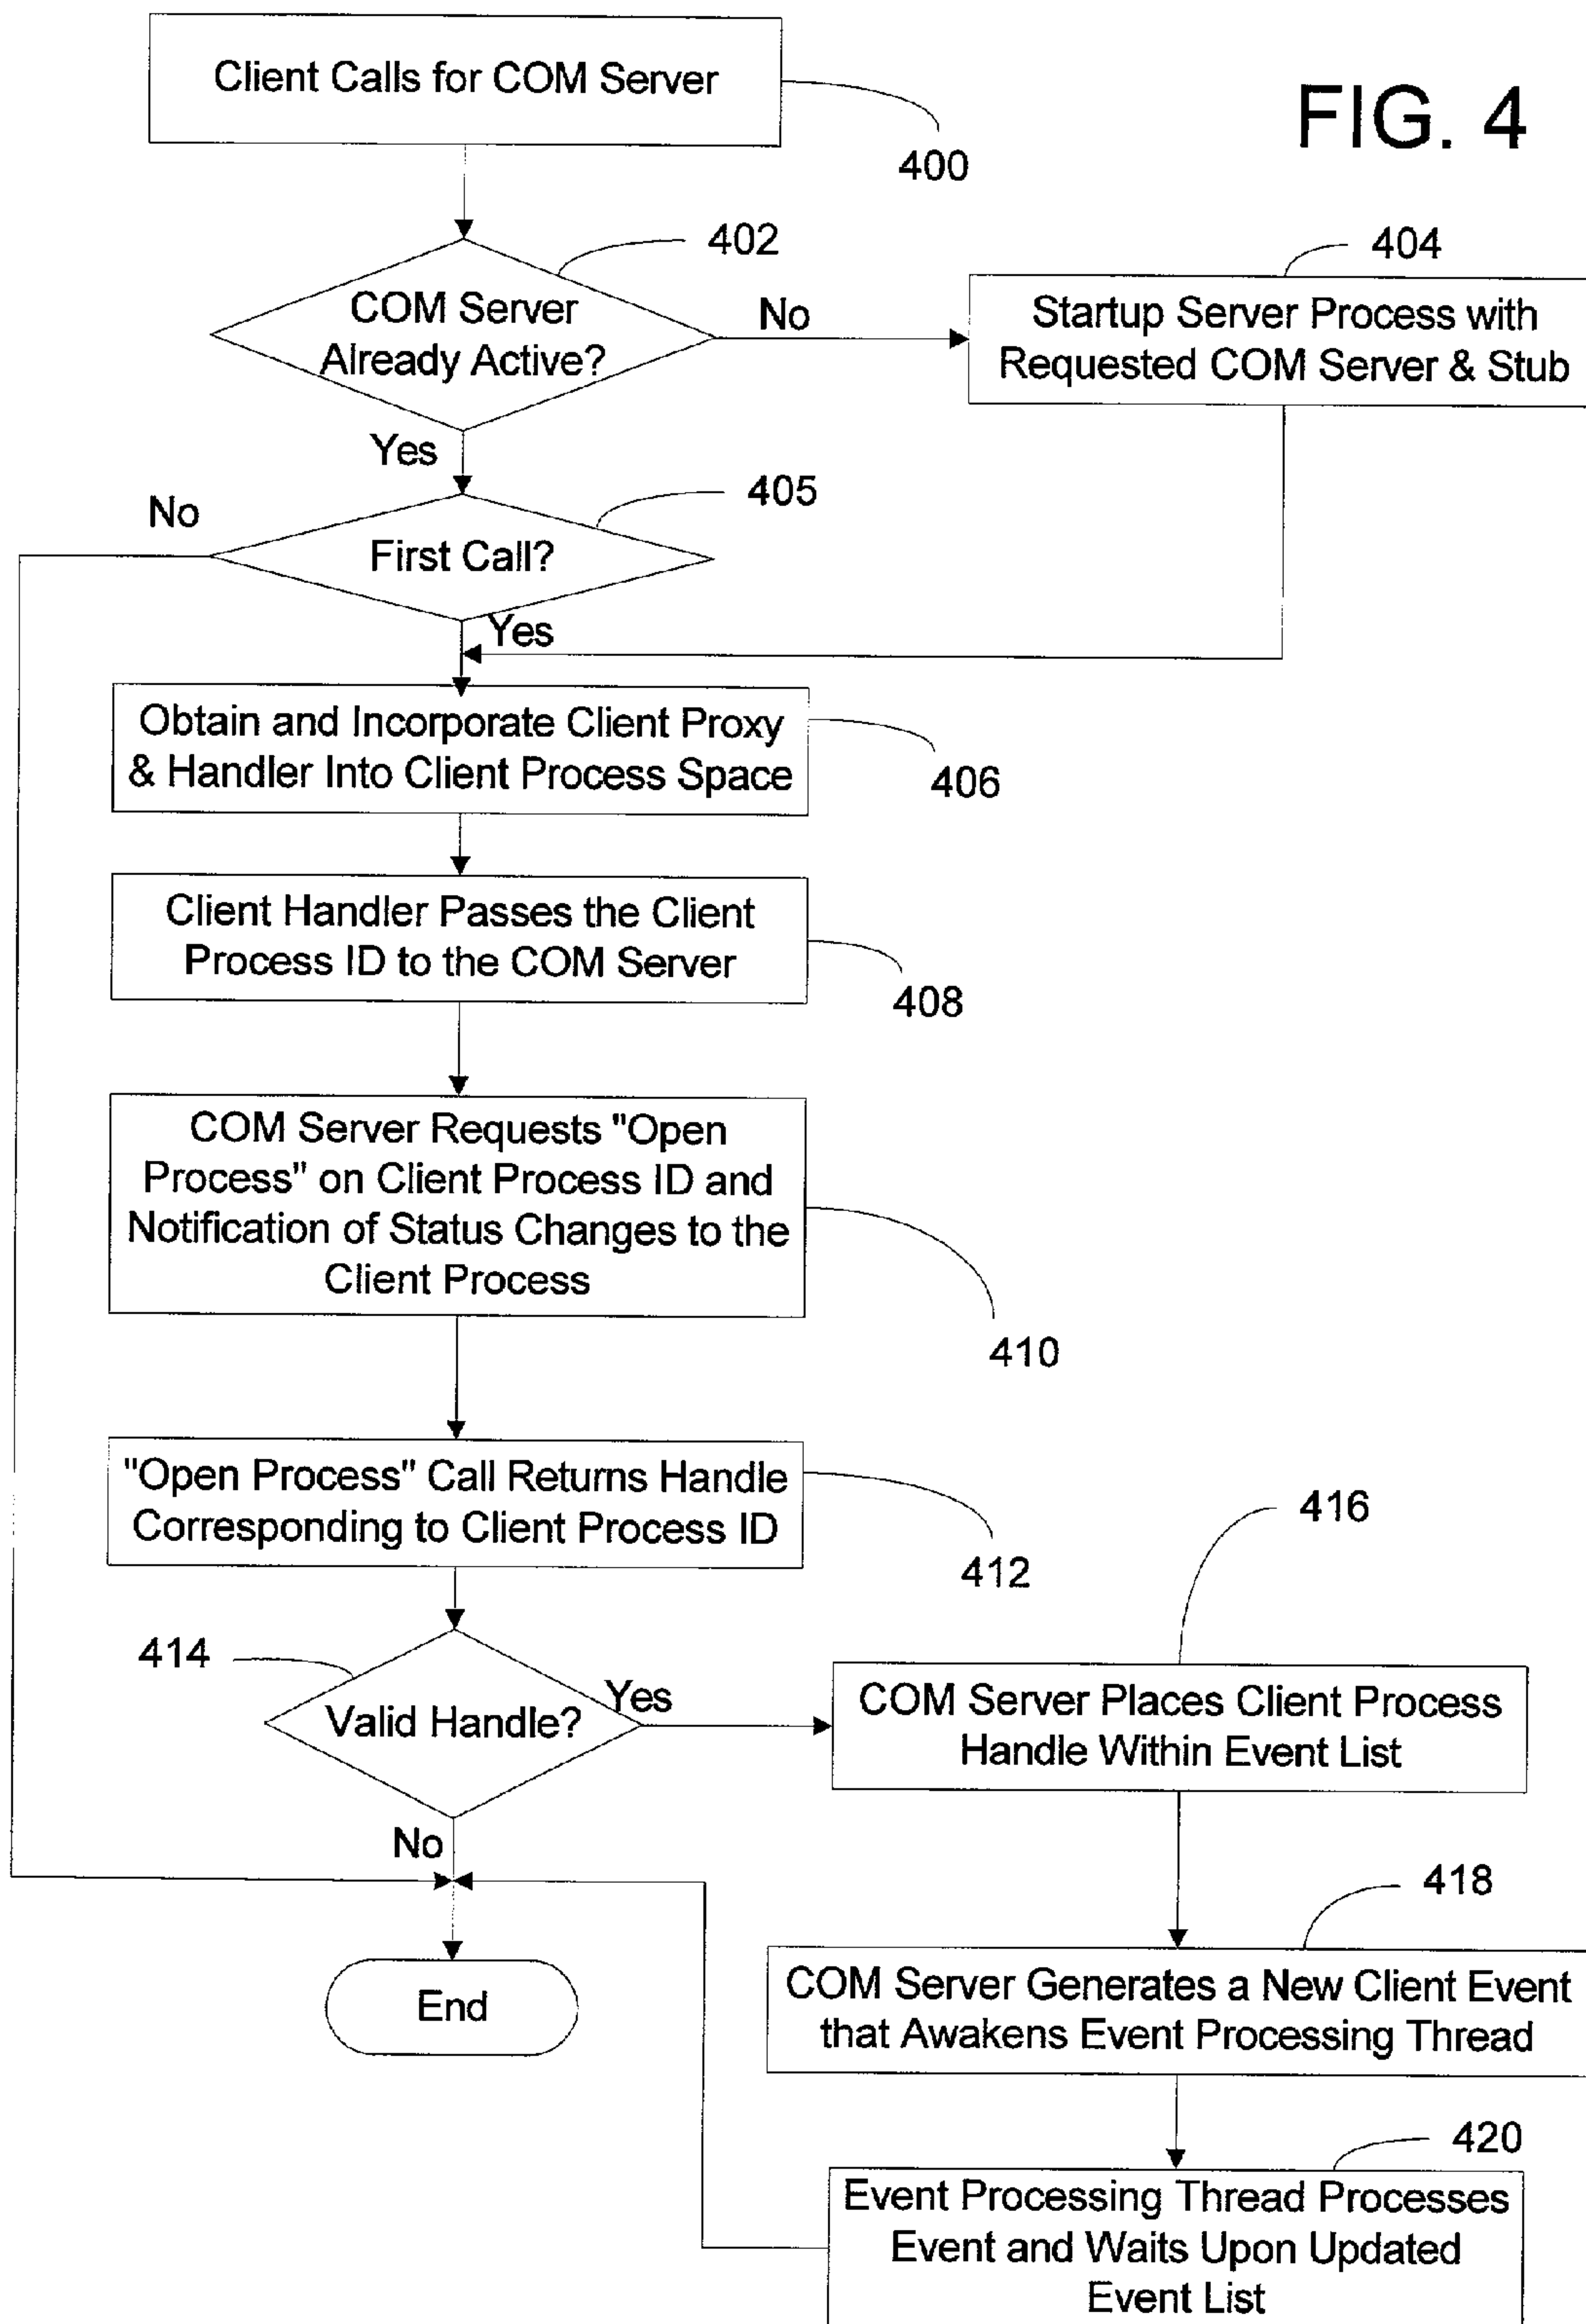 Client Calls for COM Server
FIG. 4
400
402
404
COM Server
Already Active?
No
Startup Server Process with
Requested COM Server & Stub
Yes
405
No
First Call?
Yes
Obtain and Incorporate Client Proxy
& Handler Into Client Process Space
406
Client Handler Passes the Client
Process ID to the COM Server
408
COM Server Requests "Open
Process" on Client Process ID and
Notification of Status Changes to the
Client Process
410
"Open Process" Call Returns Handle
Corresponding to Client Process ID
412
416
414
Valid Handle?
Yes
COM Server Places Client Process
Handle Within Event List
No
418
End
COM Server Generates a New Client Event
that Awakens Event Processing Thread
420
Event Processing Thread Processes
Event and Waits Upon Updated
Event List